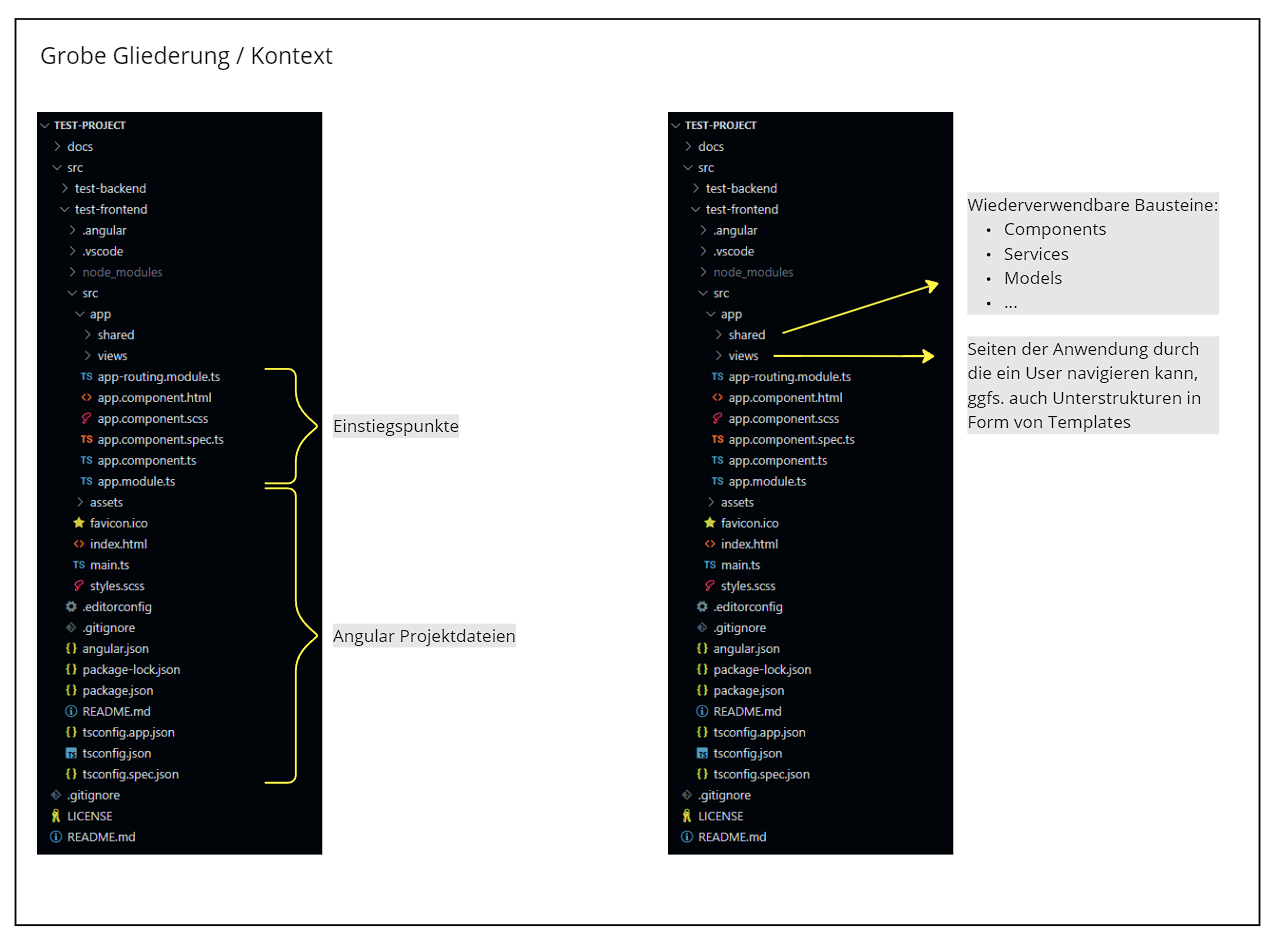 Grobe Gliederung / Kontext
TEST-PROJECT
docs
src
test-backend
test-frontend
.angular
.vscode
node_modules
src
app
shared
views
TS app-routing.module.ts
<> app.component.html
app.component.scss
TS app.component.spec.ts
TS app.component.ts
TS app.module.ts
assets
favicon.ico
<> index.html
TS main.ts
styles.scss
.editorconfig
.gitignore
{} angular.json
{} package-lock.json
{} package.json
README.md
{} tsconfig.app.json
TS tsconfig.json
{} tsconfig.spec.json
.gitignore
LICENSE
README.md
Einstiegspunkte
Angular Projektdateien
TEST-PROJECT
docs
src
test-backend
test-frontend
.angular
.vscode
node_modules
src
app
shared
views
TS app-routing.module.ts
<> app.component.html
app.component.scss
TS app.component.spec.ts
TS app.component.ts
TS app.module.ts
assets
favicon.ico
<> index.html
TS main.ts
styles.scss
.editorconfig
.gitignore
{} angular.json
{} package-lock.json
{} package.json
README.md
{} tsconfig.app.json
TS tsconfig.json
{} tsconfig.spec.json
.gitignore
LICENSE
README.md
Wiederverwendbare Bausteine:
• Components
• Services
• Models
• ...
Seiten der Anwendung durch
die ein User navigieren kann,
ggfs. auch Unterstrukturen in
Form von Templates